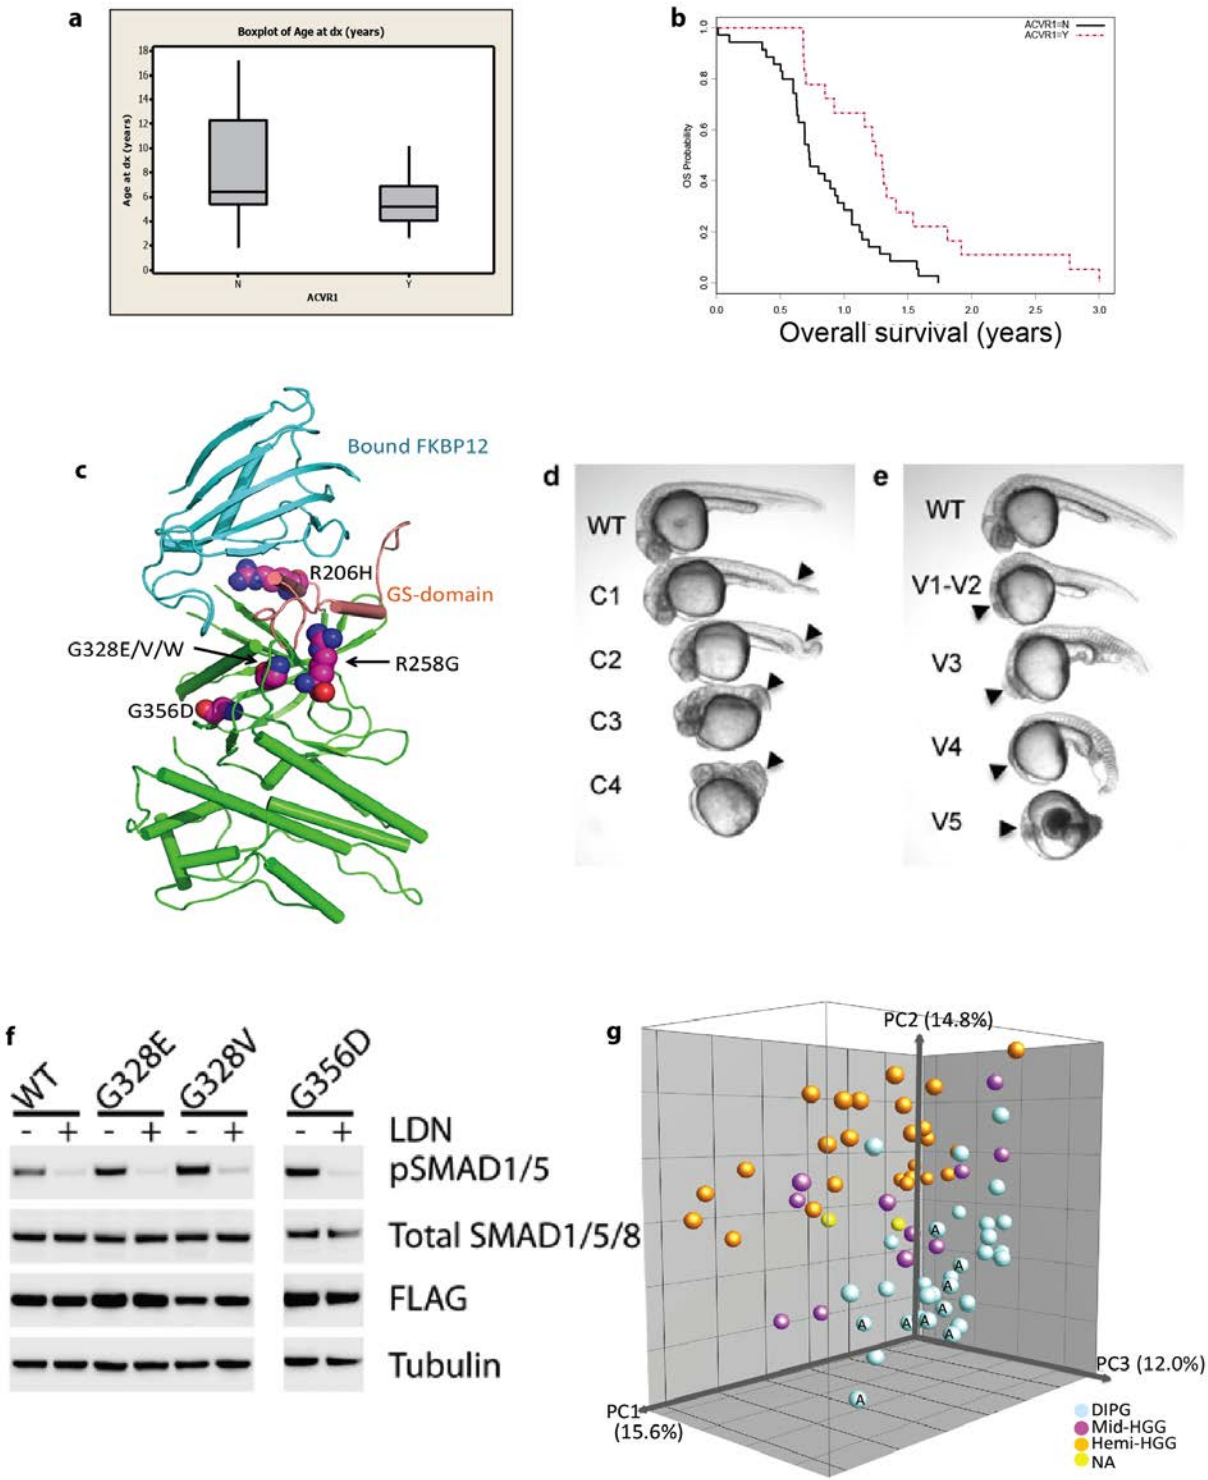 a
Boxplot of Age at dx (years)
Age at dx (years)
18
16
14
12
10
8
6
4
2
0
N Y
ACVR1
b
ACVR1=N
ACVR1=Y
OS Probability
1.0
0.8
0.6
0.4
0.2
0.0
0.0 0.5 1.0 1.5 2.0 2.5 3.0
Overall survival (years)
c
Bound FKBP12
R206H
GS-domain
G328E/V/W
R258G
G356D
d
WT
C1
C2
C3
C4
e
WT
V1-V2
V3
V4
V5
f
WT G328E G328V G356D
- + - + - + - + LDN
pSMAD1/5
Total SMAD1/5/8
FLAG
Tubulin
g
PC2 (14.8%)
A
A
A
A
A
A
A
A
A
PC3 (12.0%)
PC1
(15.6%)
DIPG
Mid-HGG
Hemi-HGG
NA